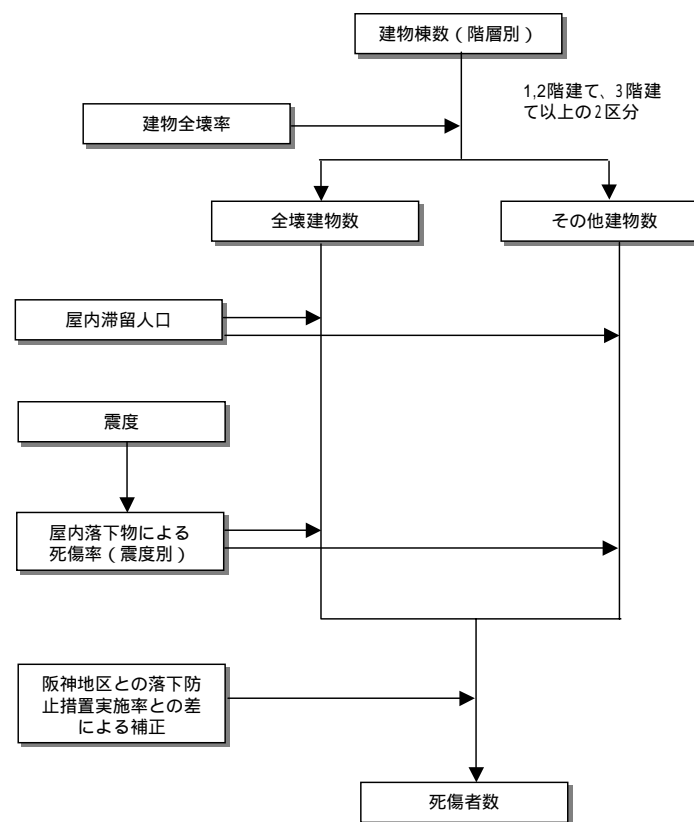 建物棟数（階層別）
1,2階建て、3階建
て以上の2区分
建物全壊率
全壊建物数
その他建物数
屋内滞留人口
震度
屋内落下物による
死傷率（震度別）
阪神地区との落下防
止措置実施率との差
による補正
死傷者数